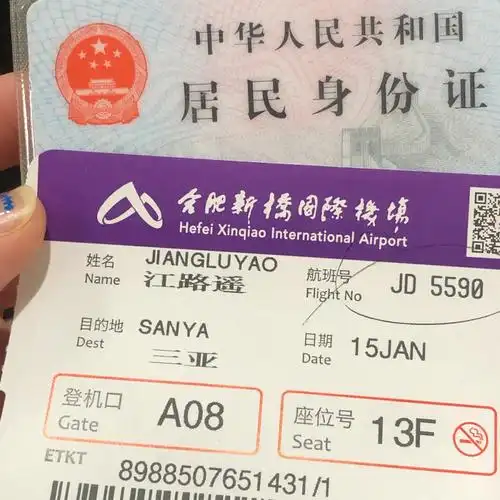 中华人民共和国
居民身份证
合肥新橋国際機場
Hefei Xinqiao International Airport
姓名 JIANGLUYAO
Name 江路遥
航班号 JD 5590
Flight No
目的地 SANYA
Dest 三亚
日期 15JAN
Date
登机口 A08
Gate
座位号 13F
Seat
ETKT 8988507651431/1